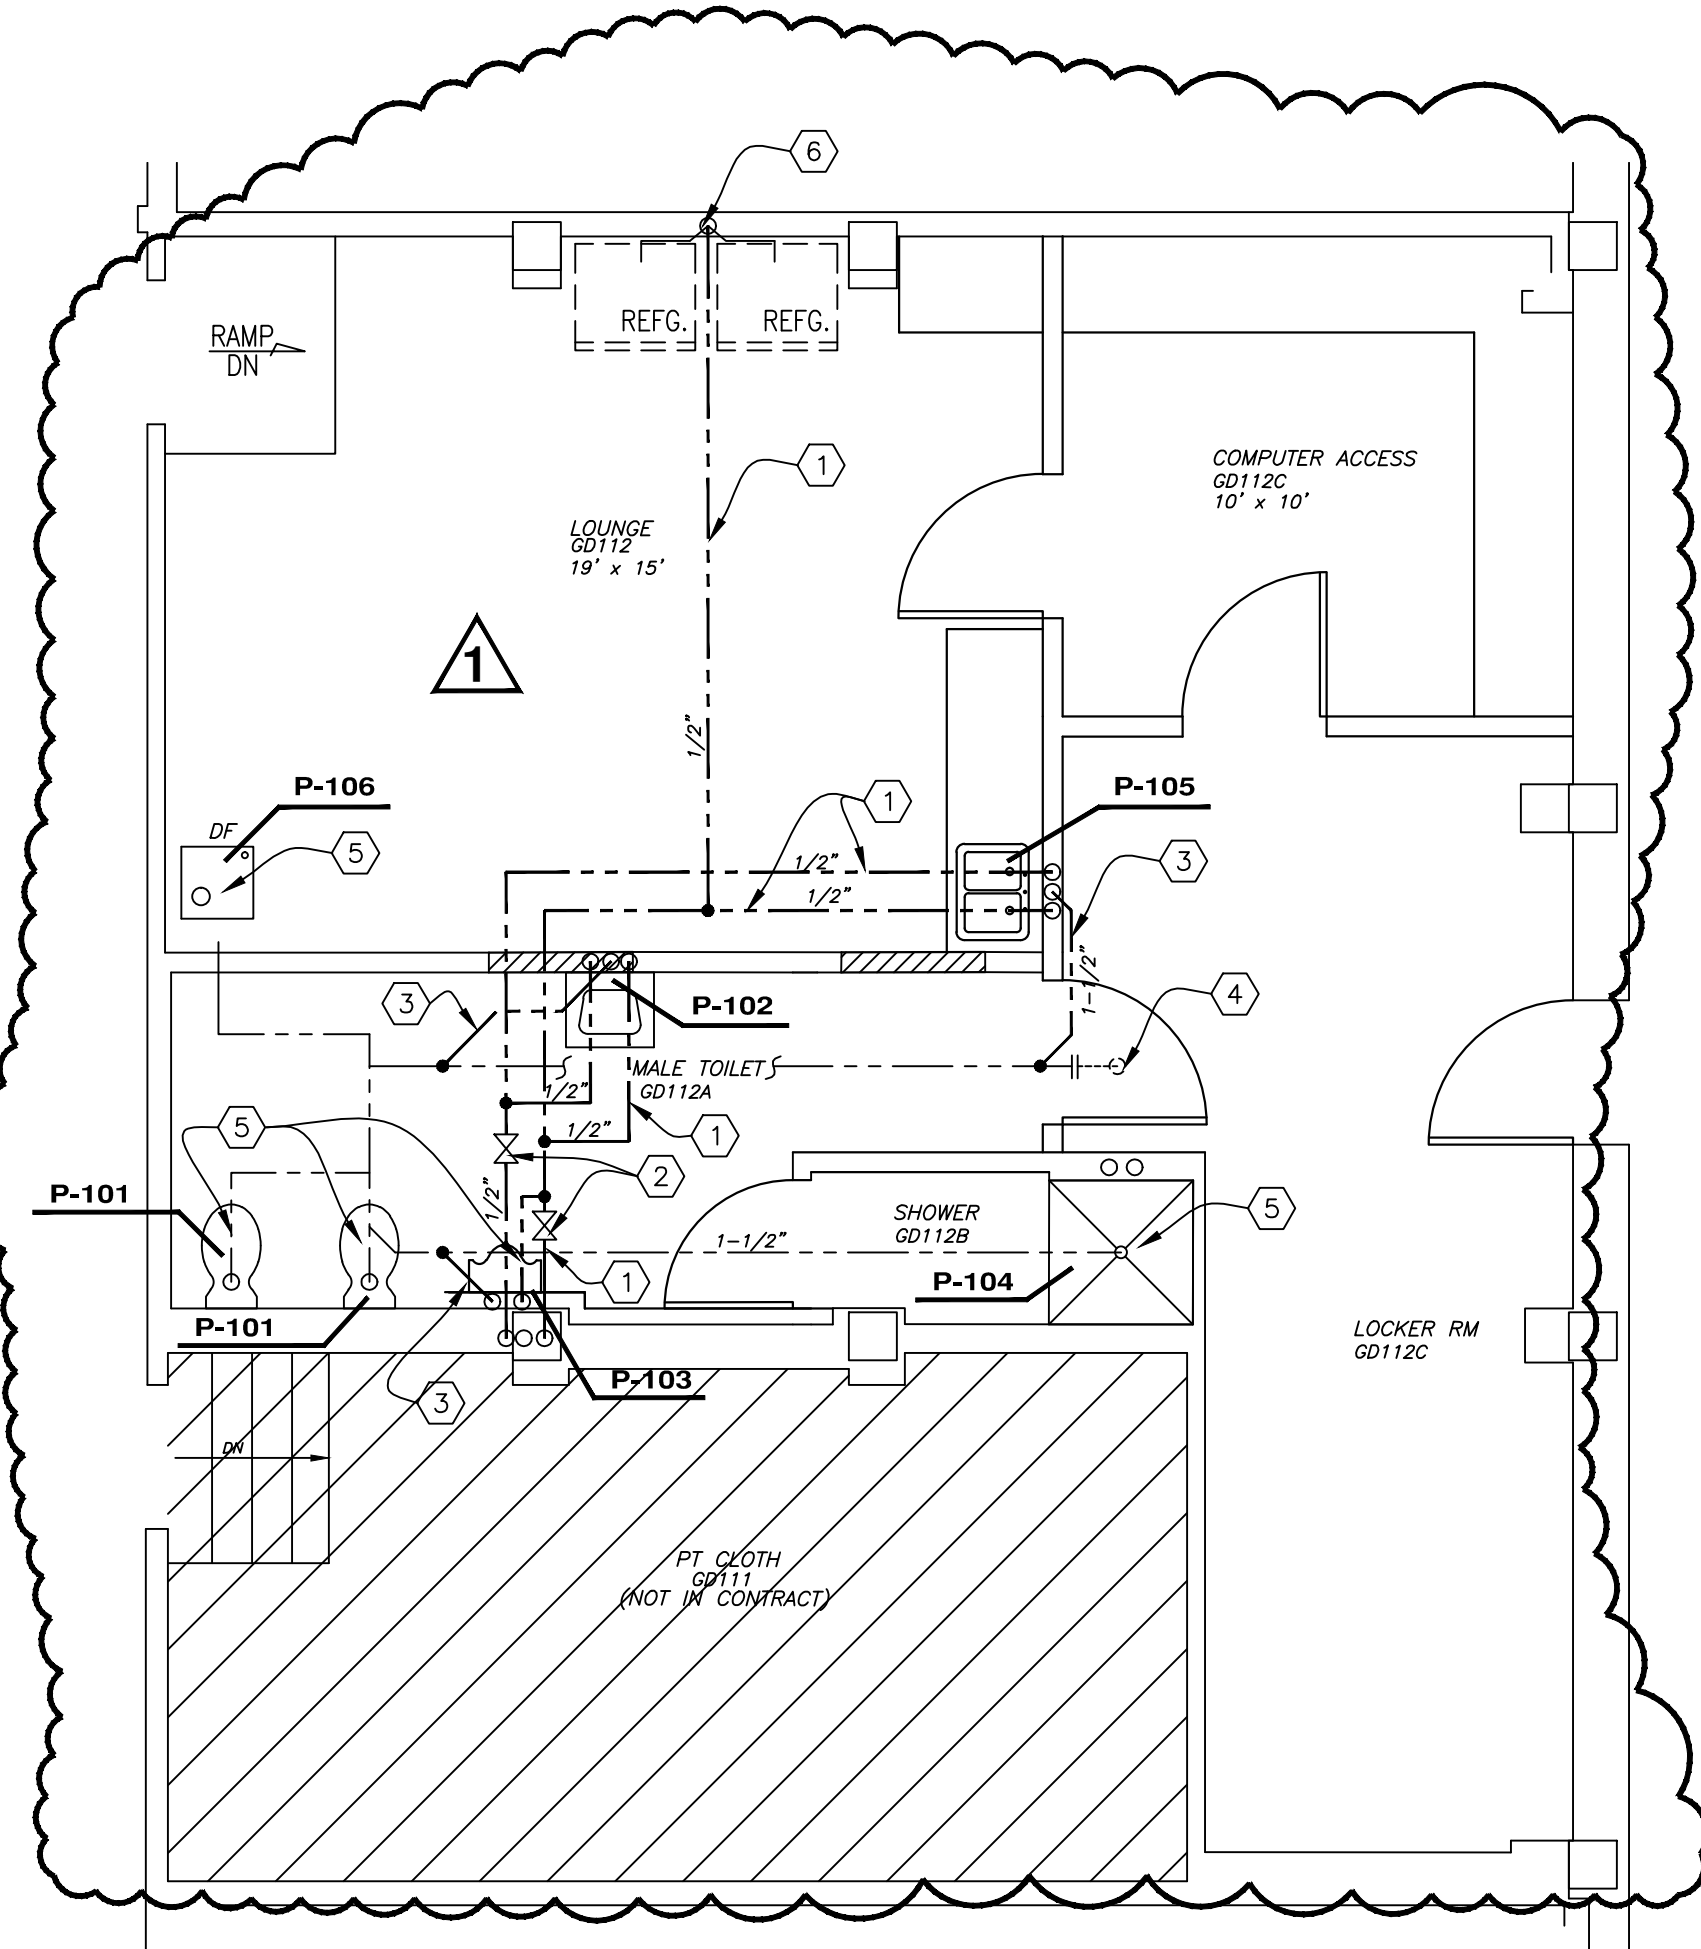 6
REFG.
REFG.
RAMP
DN
1
COMPUTER ACCESS
GD112C
10' x 10'
LOUNGE
GD112
19' x 15'
1
1/2"
P-106
P-105
1
DF
5
1/2"
3
1/2"
1-1/2"
3
P-102
4
MALE TOILET
GD112A
1/2"
1/2"
1
5
2
1/2"
P-101
SHOWER
GD112B
5
1-1/2"
1
P-104
P-101
LOCKER RM
GD112C
P-103
3
DN
PT CLOTH
GD111
(NOT IN CONTRACT)